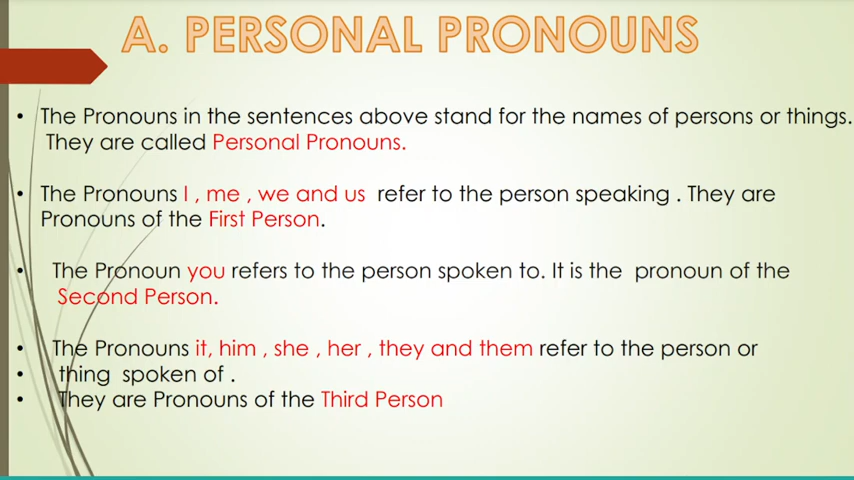 A. PERSONAL PRONOUNS
• The Pronouns in the sentences above stand for the names of persons or things.
They are called Personal Pronouns.
• The Pronouns I , me , we and us refer to the person speaking . They are
Pronouns of the First Person.
• The Pronoun you refers to the person spoken to. It is the pronoun of the
Second Person.
• The Pronouns it, him , she , her , they and them refer to the person or
• thing spoken of .
• They are Pronouns of the Third Person